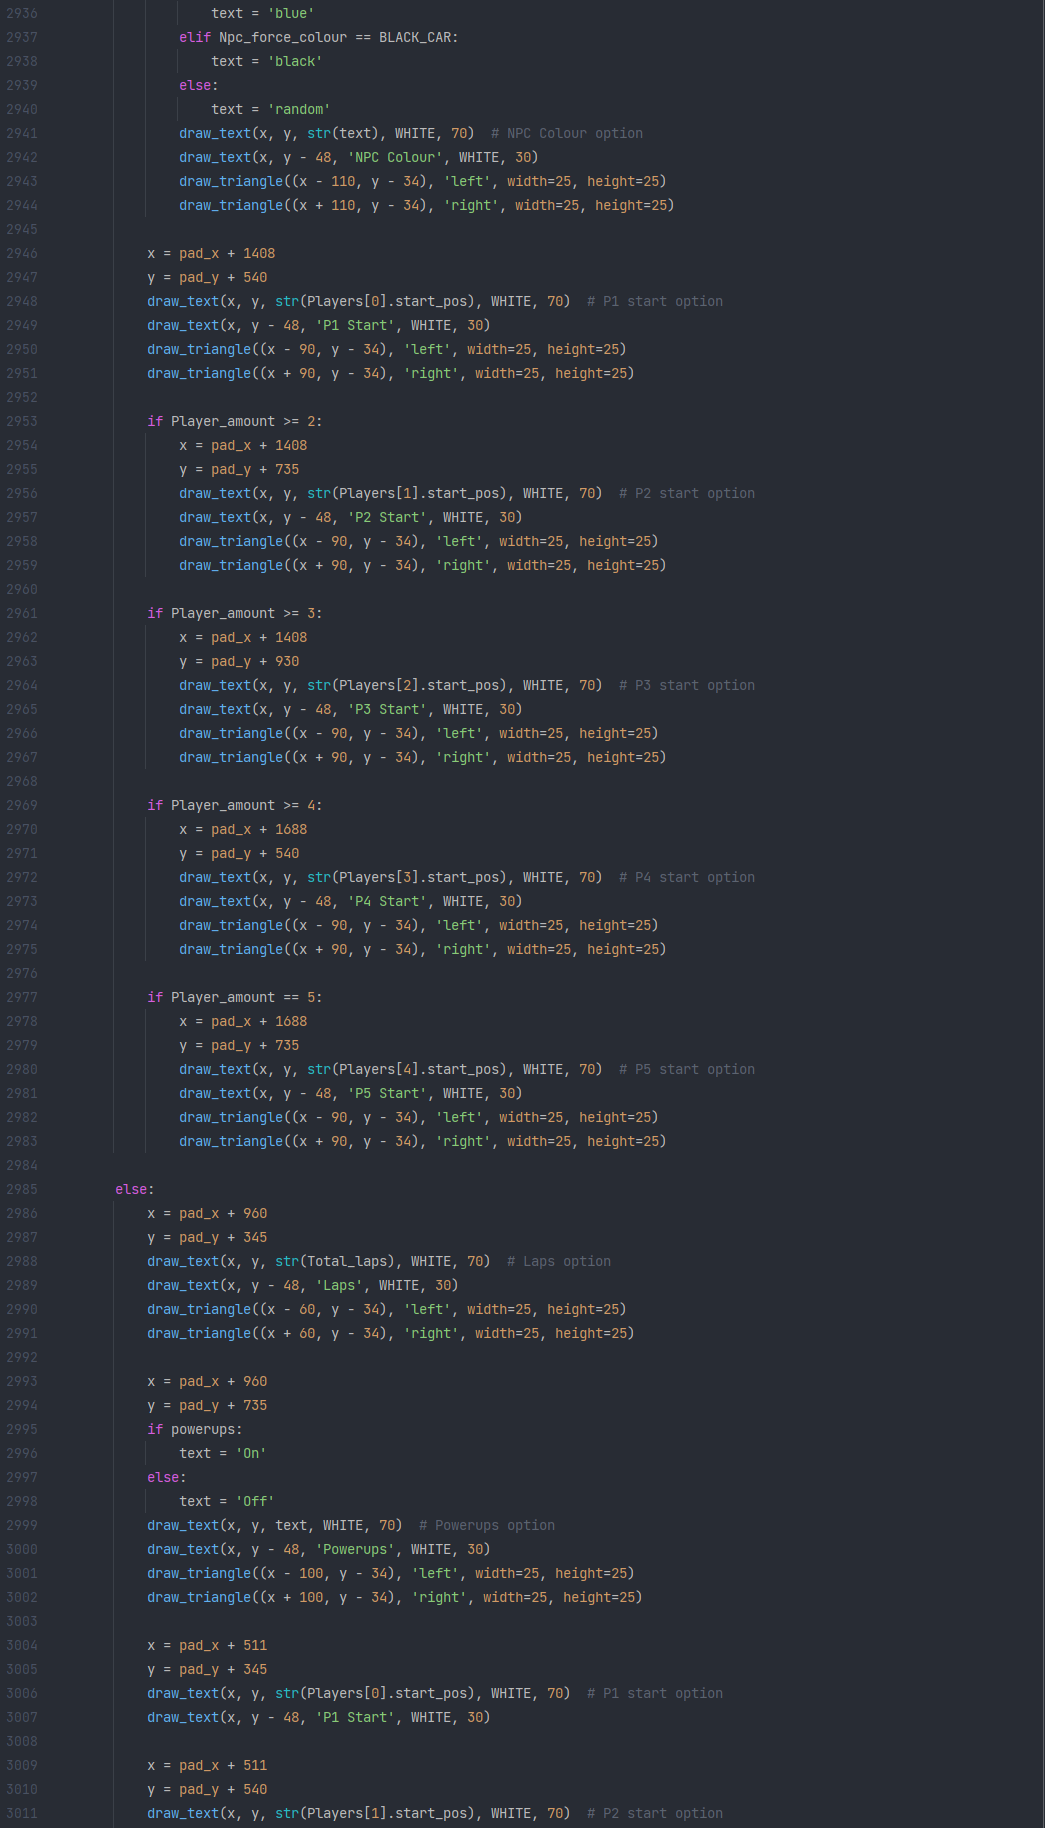 2936                         text = 'blue'
2937                     elif Npc_force_colour == BLACK_CAR:
2938                         text = 'black'
2939                     else:
2940                         text = 'random'
2941                     draw_text(x, y, str(text), WHITE, 70)  # NPC Colour option
2942                     draw_text(x, y - 48, 'NPC Colour', WHITE, 30)
2943                     draw_triangle((x - 110, y - 34), 'left', width=25, height=25)
2944                     draw_triangle((x + 110, y - 34), 'right', width=25, height=25)
2945
2946                 x = pad_x + 1408
2947                 y = pad_y + 540
2948                 draw_text(x, y, str(Players[0].start_pos), WHITE, 70)  # P1 start option
2949                 draw_text(x, y - 48, 'P1 Start', WHITE, 30)
2950                 draw_triangle((x - 90, y - 34), 'left', width=25, height=25)
2951                 draw_triangle((x + 90, y - 34), 'right', width=25, height=25)
2952
2953                 if Player_amount >= 2:
2954                     x = pad_x + 1408
2955                     y = pad_y + 735
2956                     draw_text(x, y, str(Players[1].start_pos), WHITE, 70)  # P2 start option
2957                     draw_text(x, y - 48, 'P2 Start', WHITE, 30)
2958                     draw_triangle((x - 90, y - 34), 'left', width=25, height=25)
2959                     draw_triangle((x + 90, y - 34), 'right', width=25, height=25)
2960
2961                 if Player_amount >= 3:
2962                     x = pad_x + 1408
2963                     y = pad_y + 930
2964                     draw_text(x, y, str(Players[2].start_pos), WHITE, 70)  # P3 start option
2965                     draw_text(x, y - 48, 'P3 Start', WHITE, 30)
2966                     draw_triangle((x - 90, y - 34), 'left', width=25, height=25)
2967                     draw_triangle((x + 90, y - 34), 'right', width=25, height=25)
2968
2969                 if Player_amount >= 4:
2970                     x = pad_x + 1688
2971                     y = pad_y + 540
2972                     draw_text(x, y, str(Players[3].start_pos), WHITE, 70)  # P4 start option
2973                     draw_text(x, y - 48, 'P4 Start', WHITE, 30)
2974                     draw_triangle((x - 90, y - 34), 'left', width=25, height=25)
2975                     draw_triangle((x + 90, y - 34), 'right', width=25, height=25)
2976
2977                 if Player_amount == 5:
2978                     x = pad_x + 1688
2979                     y = pad_y + 735
2980                     draw_text(x, y, str(Players[4].start_pos), WHITE, 70)  # P5 start option
2981                     draw_text(x, y - 48, 'P5 Start', WHITE, 30)
2982                     draw_triangle((x - 90, y - 34), 'left', width=25, height=25)
2983                     draw_triangle((x + 90, y - 34), 'right', width=25, height=25)
2984
2985             else:
2986                 x = pad_x + 960
2987                 y = pad_y + 345
2988                 draw_text(x, y, str(Total_laps), WHITE, 70)  # Laps option
2989                 draw_text(x, y - 48, 'Laps', WHITE, 30)
2990                 draw_triangle((x - 60, y - 34), 'left', width=25, height=25)
2991                 draw_triangle((x + 60, y - 34), 'right', width=25, height=25)
2992
2993                 x = pad_x + 960
2994                 y = pad_y + 735
2995                 if powerups:
2996                     text = 'On'
2997                 else:
2998                     text = 'Off'
2999                 draw_text(x, y, text, WHITE, 70)  # Powerups option
3000                 draw_text(x, y - 48, 'Powerups', WHITE, 30)
3001                 draw_triangle((x - 100, y - 34), 'left', width=25, height=25)
3002                 draw_triangle((x + 100, y - 34), 'right', width=25, height=25)
3003
3004                 x = pad_x + 511
3005                 y = pad_y + 345
3006                 draw_text(x, y, str(Players[0].start_pos), WHITE, 70)  # P1 start option
3007                 draw_text(x, y - 48, 'P1 Start', WHITE, 30)
3008
3009                 x = pad_x + 511
3010                 y = pad_y + 540
3011                 draw_text(x, y, str(Players[1].start_pos), WHITE, 70)  # P2 start option